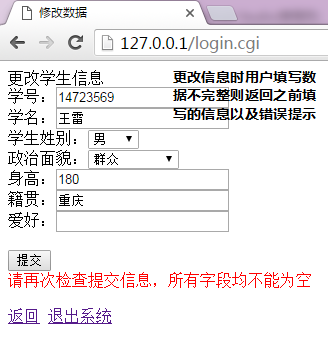 修改数据
127.0.0.1/login.cgi
更改学生信息 更改信息时用户填写数
学号: 14723569 据不完整则返回之前填
学名: 王雷 写的信息以及错误提示
学生性别: 男
政治面貌: 群众
身高: 180
籍贯: 重庆
爱好:
提交
请再次检查提交信息，所有字段均不能为空
返回 退出系统